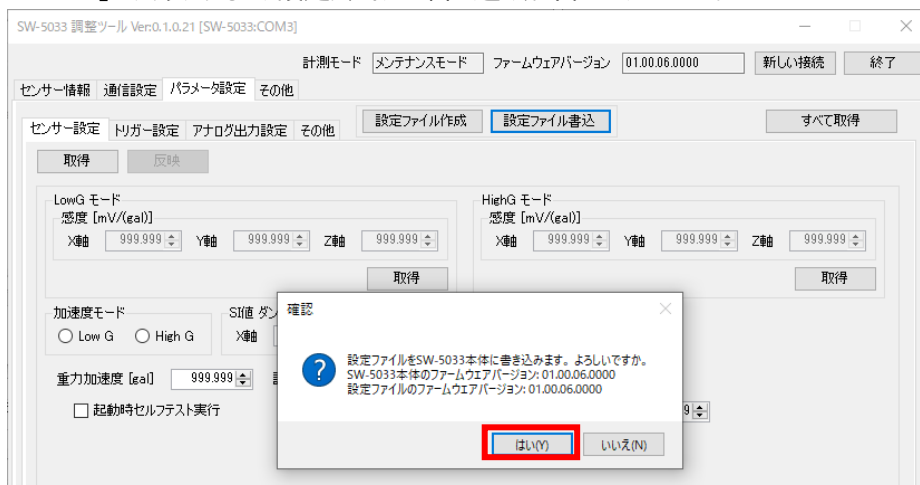 SW-5033 調整ツール Ver:0.1.0.21 [SW-5033:COM3]
計測モード メンテナンスモード ファームウェアバージョン 01.00.06.0000 新しい接続 終了
センサー情報 通信設定 パラメータ設定 その他
センサー設定 トリガー設定 アナログ出力設定 その他 設定ファイル作成 設定ファイル書込 すべて取得
取得 反映
LowG モード HighG モード
感度 [mV/(gal)] 感度 [mV/(gal)]
X軸 999.999 Y軸 999.999 Z軸 999.999 X軸 999.999 Y軸 999.999 Z軸 999.999
取得 取得
加速度モード SI値 ダン
Low G High G X軸
確認
設定ファイルをSW-5033本体に書き込みます。よろしいですか。
SW-5033本体のファームウエアバージョン: 01.00.06.0000
設定ファイルのファームウエアバージョン: 01.00.06.0000
重力加速度 [gal] 999.999
起動時セルフテスト実行 9
はい(Y) いいえ(N)